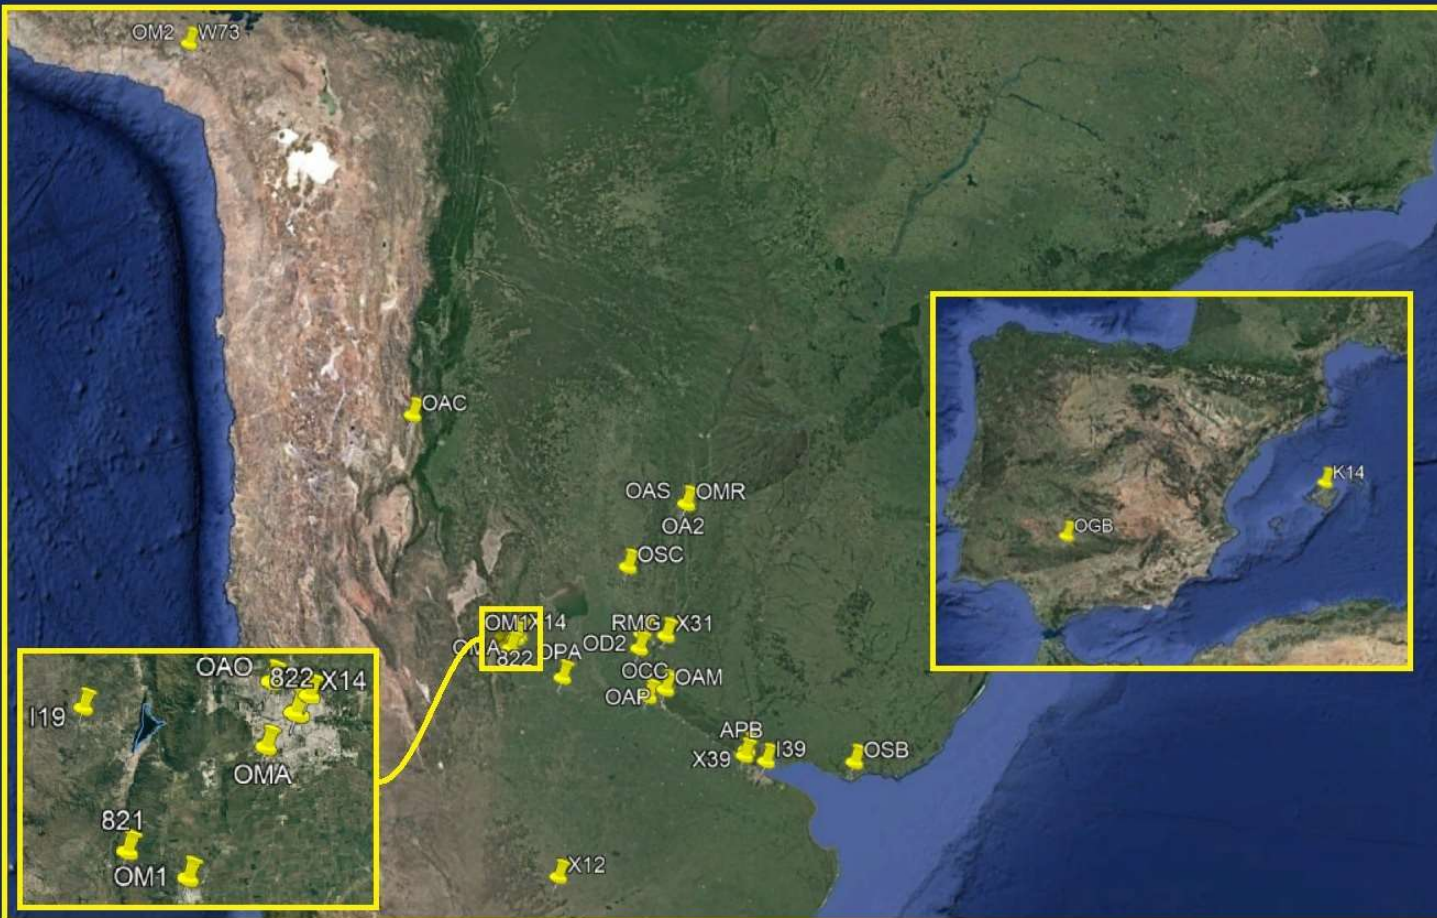 OM2 W73
OAC
K14
OGB
OAS OMR
OA2
OSC
OM1 X14
RMG X31
OMA
822
OPA
OD2
OCC OAM
OAP
APB
X39 I39
OSB
X12
OAO 822 X14
I19
OMA
821
OM1